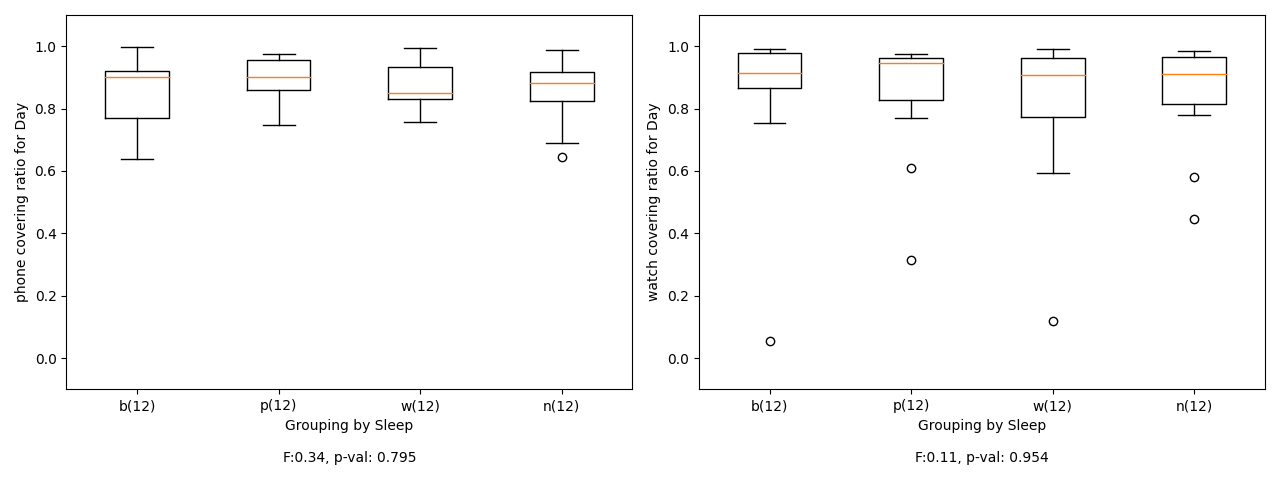 phone covering ratio for Day
1.0
0.8
0.6
0.4
0.2
0.0
b(12) p(12) w(12) n(12)
Grouping by Sleep
F:0.34, p-val: 0.795
watch covering ratio for Day
1.0
0.8
0.6
0.4
0.2
0.0
b(12) p(12) w(12) n(12)
Grouping by Sleep
F:0.11, p-val: 0.954